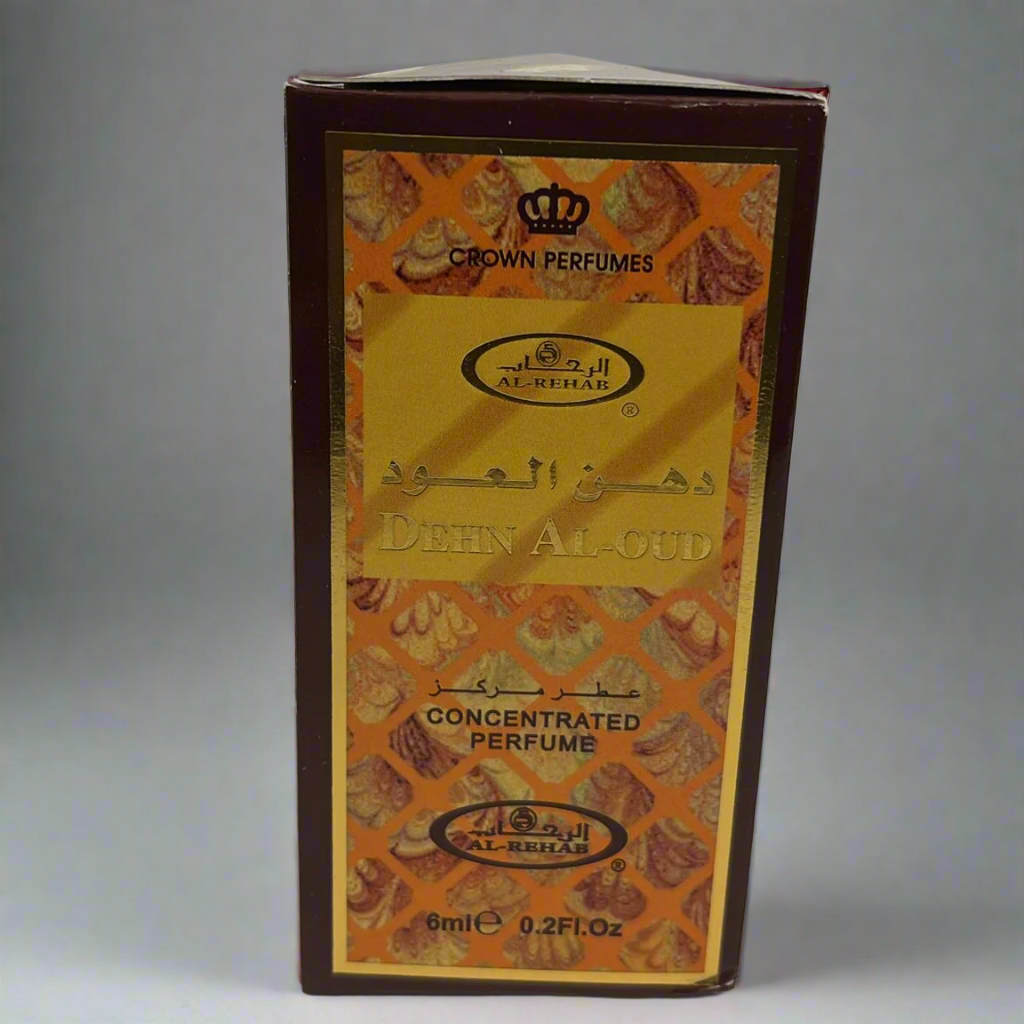 CROWN PERFUMES
الرحاب
AL-REHAB
®
دهن العود
DEHN AL-OUD
عطر مركز
CONCENTRATED
PERFUME
الرحاب
AL-REHAB
®
6ml℮ 0.2Fl.Oz